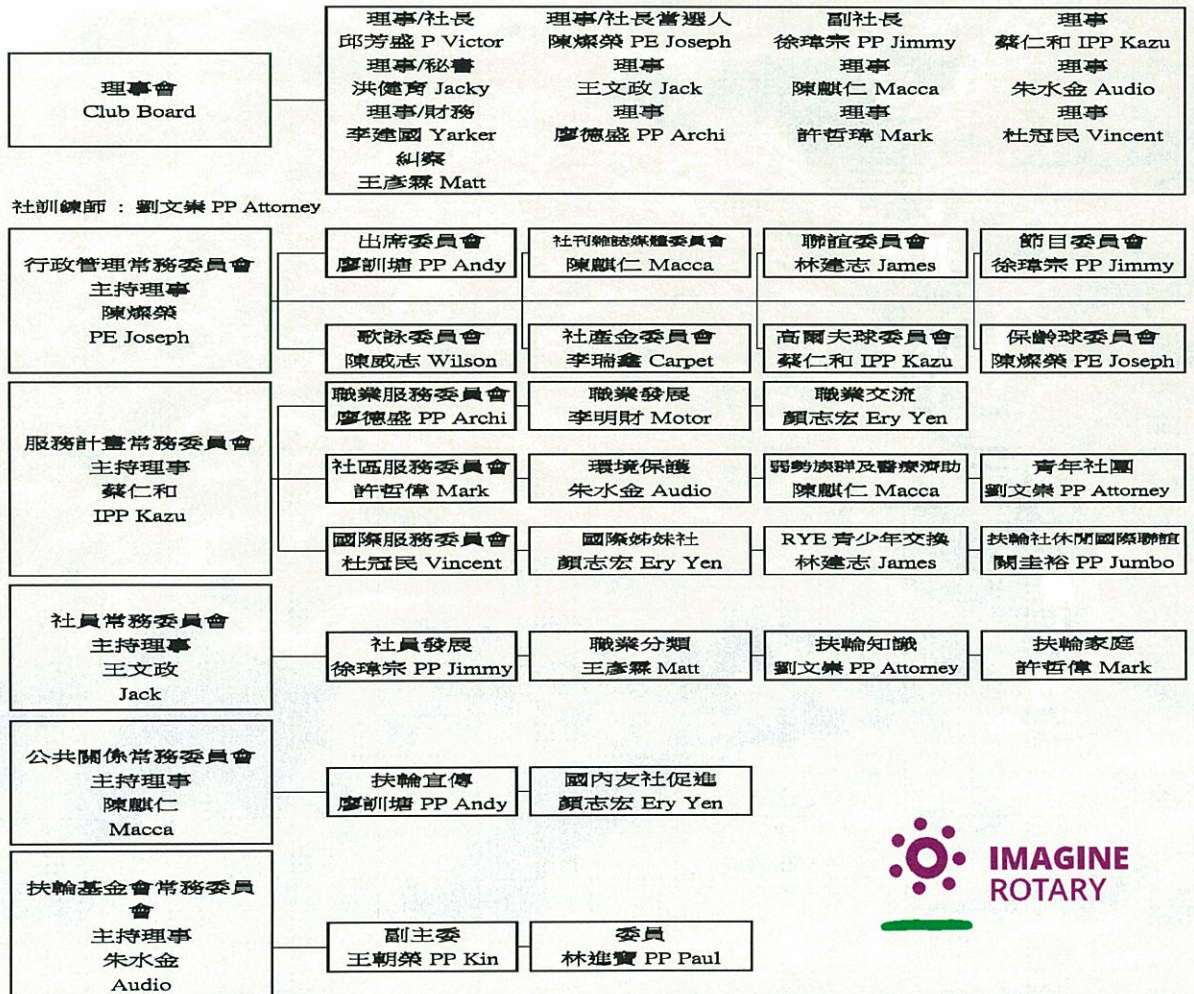 理事會
Club Board
理事/社長 理事/社長當選人 副社長 理事
邱芳盛 P Victor 陳燦榮 PE Joseph 徐瑋宗 PP Jimmy 蔡仁和 IPP Kazu
理事/秘書 理事 理事 理事
洪健育 Jacky 王文政 Jack 陳麒仁 Macca 朱水金 Audio
理事/財務 理事 理事 理事
李建國 Yarker 廖德盛 PP Archi 許哲瑋 Mark 杜冠民 Vincent
糾察
王彥霖 Matt
社訓練師 : 劉文崇 PP Attorney
行政管理常務委員會
主持理事
陳燦榮
PE Joseph
出席委員會 社刊雜誌媒體委員會 聯誼委員會 節目委員會
廖訓塘 PP Andy 陳麒仁 Macca 林建志 James 徐瑋宗 PP Jimmy
歌詠委員會 社產金委員會 高爾夫球委員會 保齡球委員會
陳威志 Wilson 李瑞鑫 Carpet 蔡仁和 IPP Kazu 陳燦榮 PE Joseph
服務計畫常務委員會
主持理事
蔡仁和
IPP Kazu
職業服務委員會 職業發展 職業交流
廖德盛 PP Archi 李明財 Motor 顏志宏 Ery Yen
社區服務委員會 環境保護 弱勢族群及醫療濟助 青年社團
許哲偉 Mark 朱水金 Audio 陳麒仁 Macca 劉文崇 PP Attorney
國際服務委員會 國際姊妹社 RYE 青少年交換 扶輪社休閒國際聯誼
杜冠民 Vincent 顏志宏 Ery Yen 林建志 James 關圭裕 PP Jumbo
社員常務委員會
主持理事
王文政
Jack
社員發展 職業分類 扶輪知識 扶輪家庭
徐瑋宗 PP Jimmy 王彥霖 Matt 劉文崇 PP Attorney 許哲偉 Mark
公共關係常務委員會
主持理事
陳麒仁
Macca
扶輪宣傳 國內友社促進
廖訓塘 PP Andy 顏志宏 Ery Yen
扶輪基金會常務委員
會
主持理事
朱水金
Audio
副主委 委員
王朝榮 PP Kin 林進寶 PP Paul
IMAGINE
ROTARY